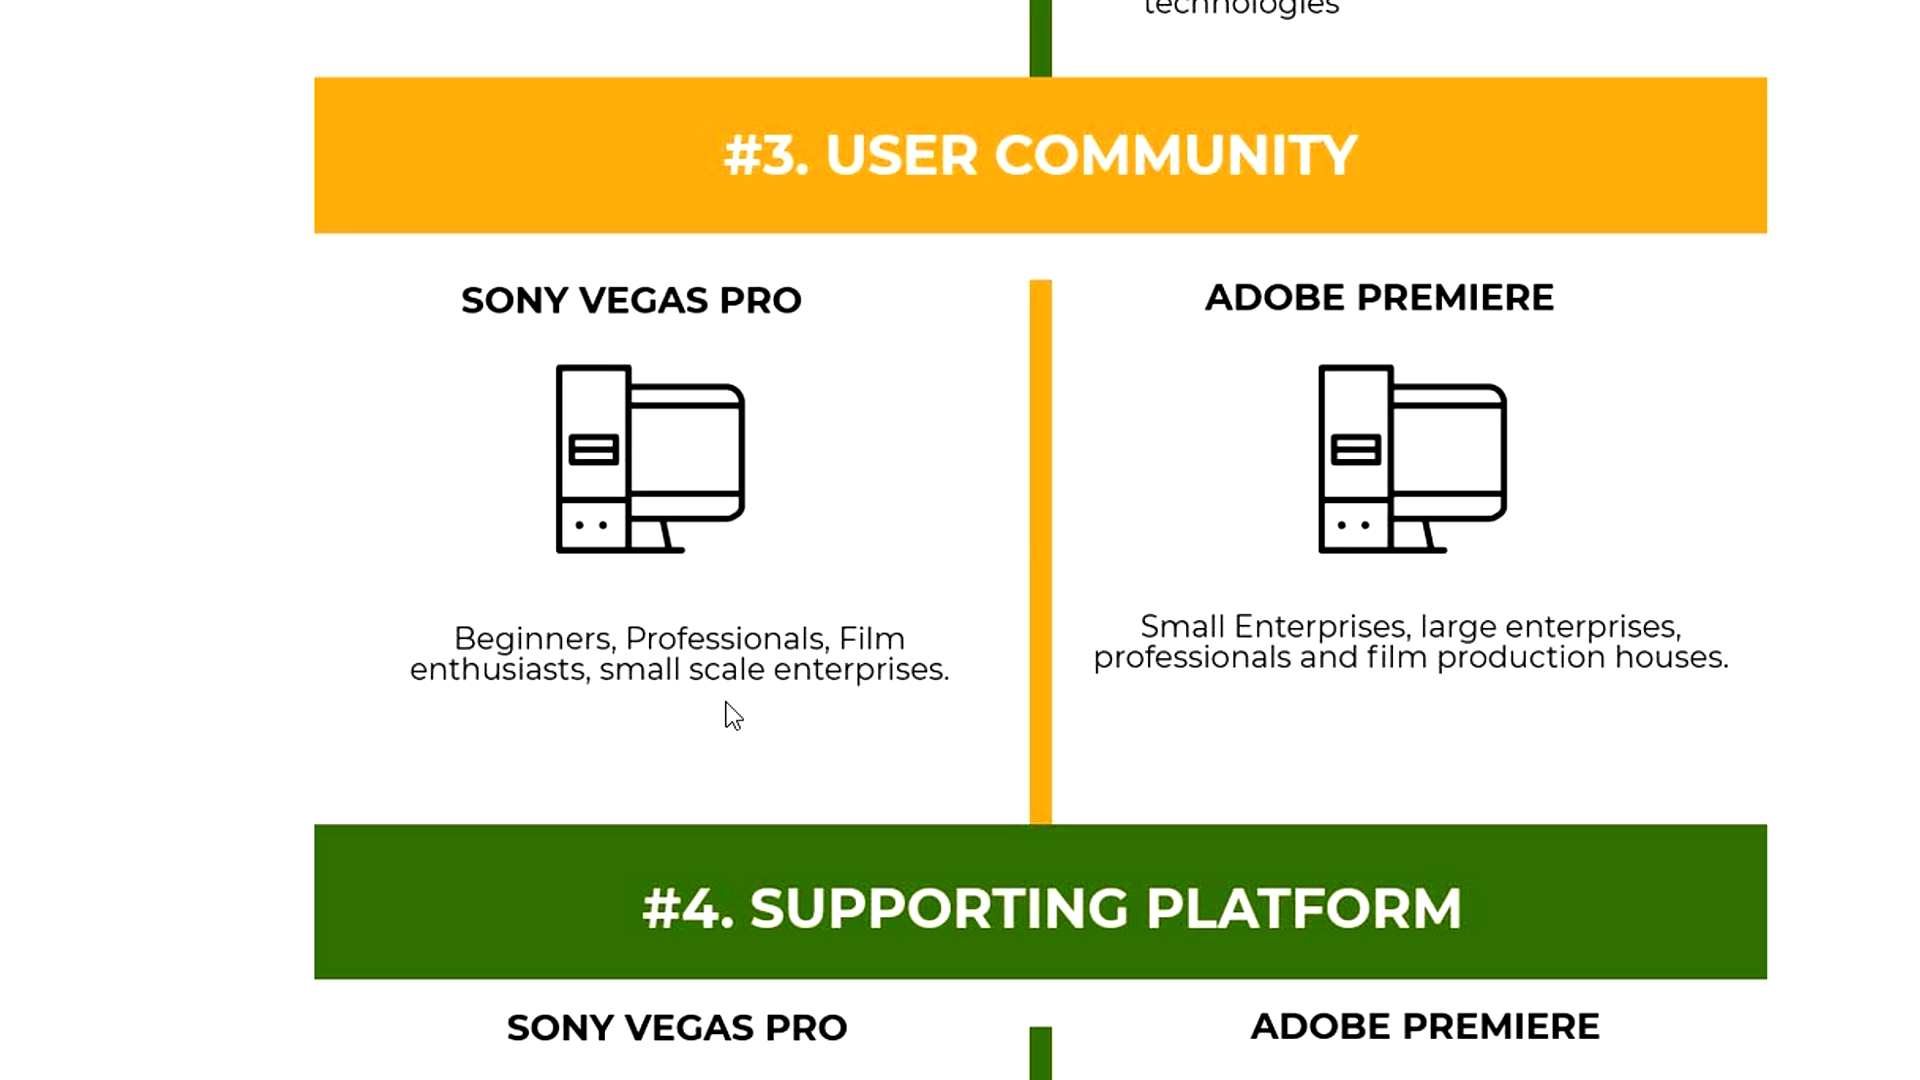 technologies
#3. USER COMMUNITY
SONY VEGAS PRO
ADOBE PREMIERE
Beginners, Professionals, Film
enthusiasts, small scale enterprises.
Small Enterprises, large enterprises,
professionals and film production houses.
#4. SUPPORTING PLATFORM
SONY VEGAS PRO
ADOBE PREMIERE